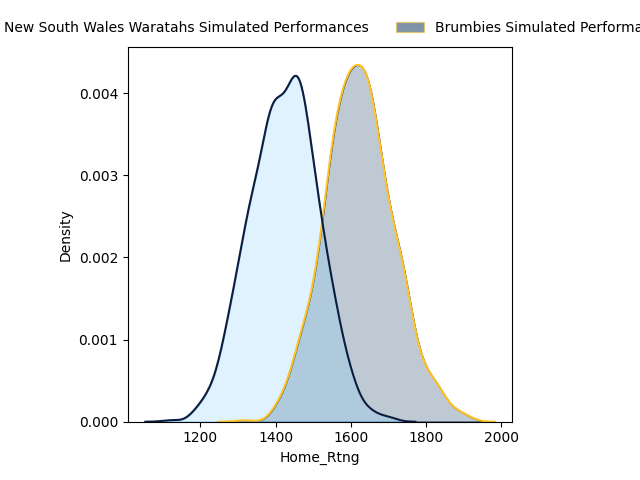 New South Wales Waratahs Simulated Performances
Brumbies Simulated Performa
0.004
0.003
0.002
0.001
0.000
Density
1200 1400 1600 1800 2000
Home_Rtng